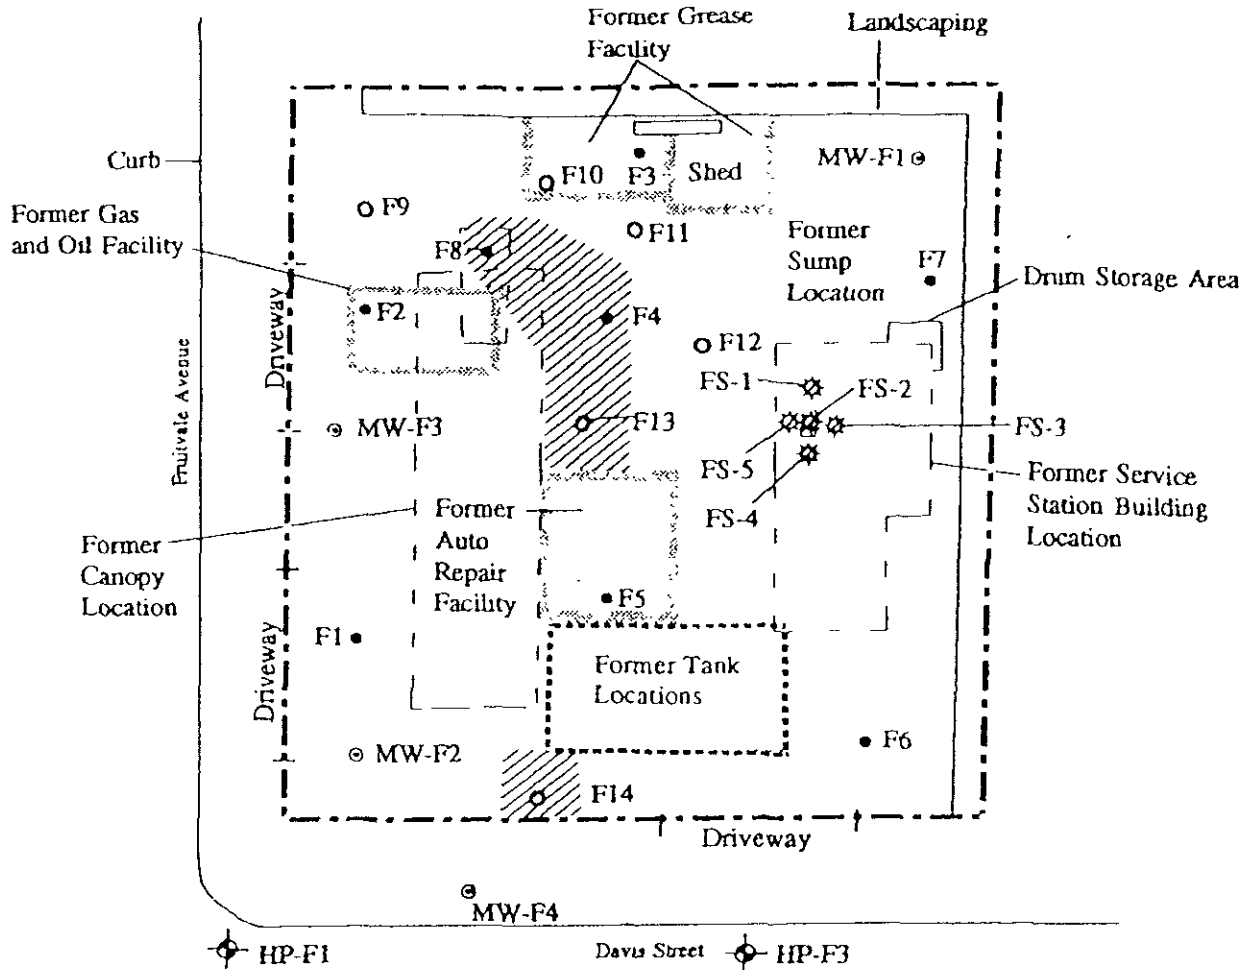 Former Grease
Facility
Landscaping
Curb
F10
F3
Shed
MW-F1
F9
Former Gas
and Oil Facility
F8
F11
Former
Sump
Location
F7
Drum Storage Area
Driveway
F2
F4
F12
Fruitvale Avenue
FS-1
FS-2
MW-F3
F13
FS-3
FS-5
FS-4
Former Service
Station Building
Location
Former
Canopy
Location
Former
Auto
Repair
Facility
F5
F1
Driveway
Former Tank
Locations
MW-F2
F6
F14
Driveway
MW-F4
HP-F1
Davis Street
HP-F3